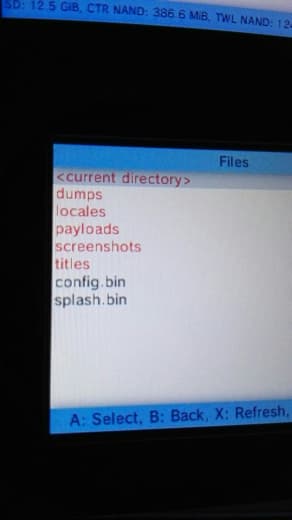 SD: 12.5 GiB, CTR NAND: 386.6 MiB, TWL NAND:
Files
<current directory>
dumps
locales
payloads
screenshots
titles
config.bin
splash.bin
A: Select, B: Back, X: Refresh,